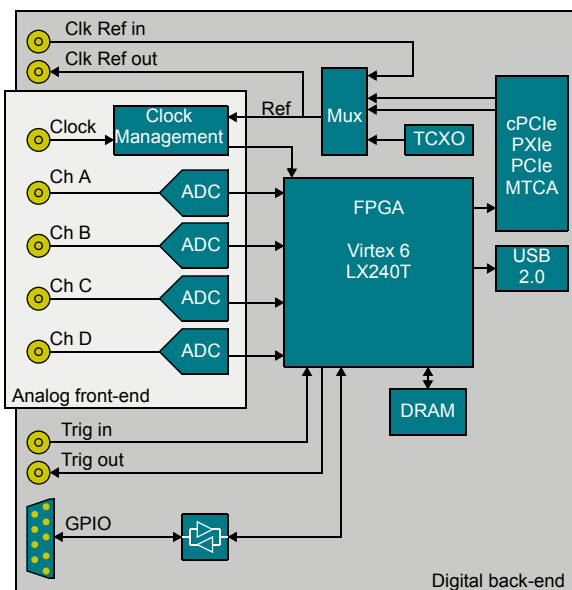 Clk Ref in
Clk Ref out
Ref
Clock
Clock
Management
Mux
TCXO
cPCIe
PXIe
PCIe
MTCA
Ch A
ADC
Ch B
ADC
Ch C
ADC
Ch D
ADC
FPGA
Virtex 6
LX240T
USB
2.0
Analog front-end
DRAM
Trig in
Trig out
GPIO
Digital back-end